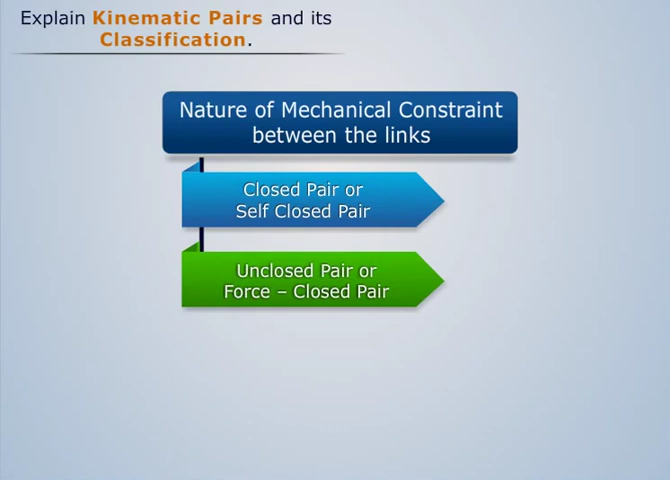 Explain Kinematic Pairs and its
Classification.
Nature of Mechanical Constraint
between the links
Closed Pair or
Self Closed Pair
Unclosed Pair or
Force – Closed Pair